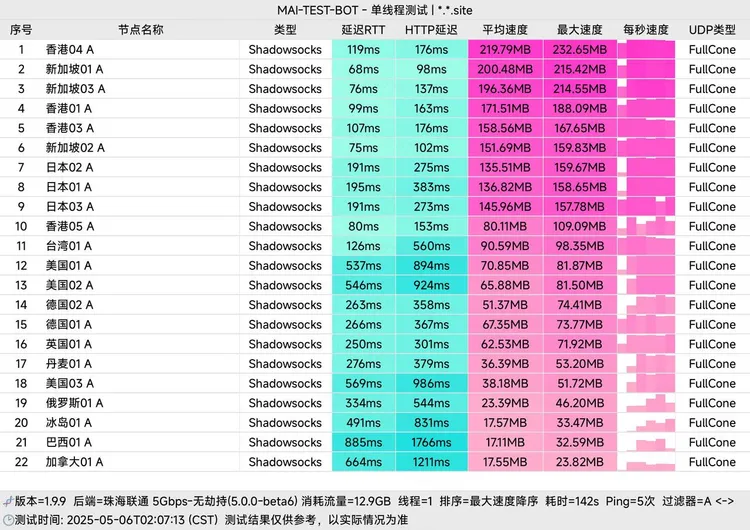 MAI-TEST-BOT - 单线程测试 | *.*.site
序号 节点名称 类型 延迟RTT HTTP延迟 平均速度 最大速度 每秒速度 UDP类型
1 香港04 A Shadowsocks 119ms 176ms 219.79MB 232.65MB FullCone
2 新加坡01 A Shadowsocks 68ms 98ms 200.48MB 215.42MB FullCone
3 新加坡03 A Shadowsocks 76ms 137ms 196.36MB 214.55MB FullCone
4 香港01 A Shadowsocks 99ms 163ms 171.51MB 188.09MB FullCone
5 香港03 A Shadowsocks 107ms 176ms 158.56MB 167.65MB FullCone
6 新加坡02 A Shadowsocks 75ms 102ms 151.69MB 159.83MB FullCone
7 日本02 A Shadowsocks 191ms 275ms 135.51MB 159.67MB FullCone
8 日本01 A Shadowsocks 195ms 383ms 136.82MB 158.65MB FullCone
9 日本03 A Shadowsocks 191ms 273ms 145.96MB 157.78MB FullCone
10 香港05 A Shadowsocks 80ms 153ms 80.11MB 109.09MB FullCone
11 台湾01 A Shadowsocks 126ms 560ms 90.59MB 98.35MB FullCone
12 美国01 A Shadowsocks 537ms 894ms 70.85MB 81.87MB FullCone
13 美国02 A Shadowsocks 546ms 924ms 65.88MB 81.50MB FullCone
14 德国02 A Shadowsocks 263ms 358ms 51.37MB 74.41MB FullCone
15 德国01 A Shadowsocks 266ms 367ms 67.35MB 73.77MB FullCone
16 英国01 A Shadowsocks 250ms 301ms 62.53MB 71.92MB FullCone
17 丹麦01 A Shadowsocks 276ms 379ms 36.39MB 53.20MB FullCone
18 美国03 A Shadowsocks 569ms 986ms 38.18MB 51.72MB FullCone
19 俄罗斯01 A Shadowsocks 334ms 544ms 23.39MB 46.20MB FullCone
20 冰岛01 A Shadowsocks 491ms 831ms 17.57MB 33.47MB FullCone
21 巴西01 A Shadowsocks 885ms 1766ms 17.11MB 32.59MB FullCone
22 加拿大01 A Shadowsocks 664ms 1211ms 17.55MB 23.82MB FullCone
版本=1.9.9 后端=珠海联通 5Gbps-无劫持(5.0.0-beta6) 消耗流量=12.9GB 线程=1 排序=最大速度降序 耗时=142s Ping=5次 过滤器=A <->
测试时间: 2025-05-06T02:07:13 (CST) 测试结果仅供参考，以实际情况为准